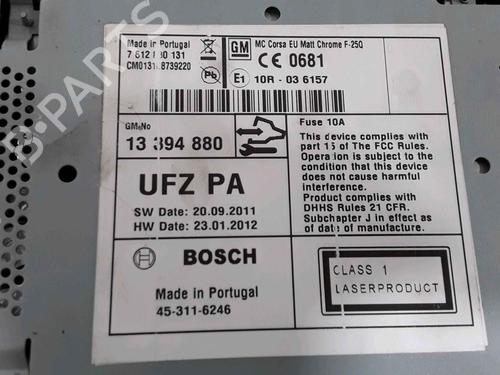 Made in Portugal
7 612 830 131
CM0131 8739220
GM
MC Corsa EU Matt Chrome F-25Q
CE 0681
E1 10R - 03 6157
Pb
GM-No
13 394 880
Fuse 10A
This device complies with
part 15 of The FCC Rules.
Operation is subject to the
condition that this device
does not cause harmful
interference.
Product complies with
DHHS Rules 21 CFR.
Subchapter J in effect as
of date of manufacture.
UFZ PA
SW Date: 20.09.2011
HW Date: 23.01.2012
BOSCH
Made in Portugal
45-311-6246
CLASS 1
LASERPRODUCT
B-PARTS